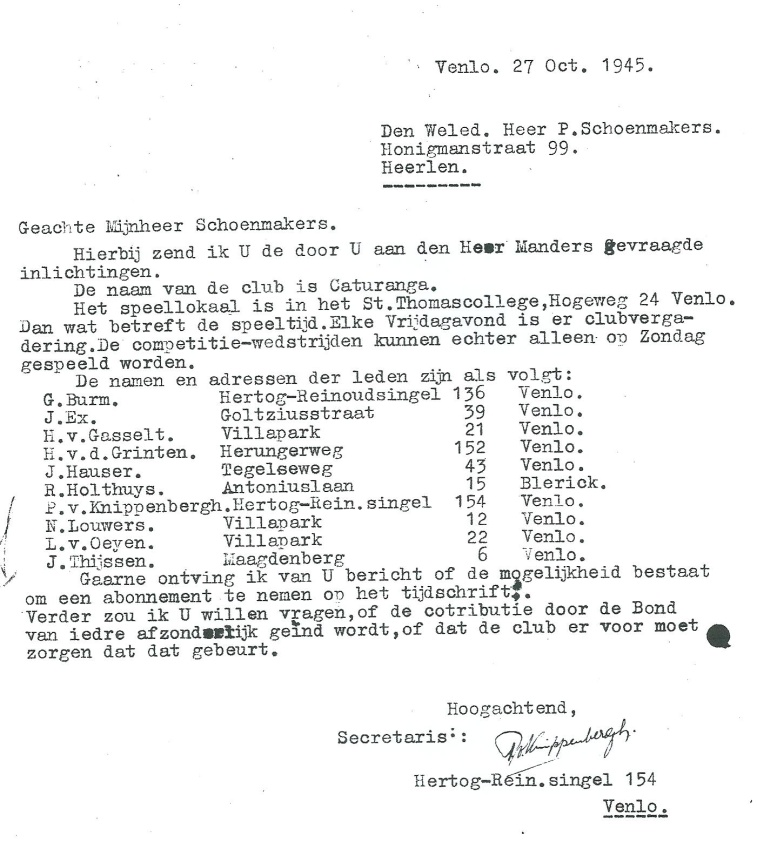 Venlo. 27 Oct. 1945.
Den Weled. Heer P.Schoenmakers.
Honigmanstraat 99.
Heerlen.
Geachte Mijnheer Schoenmakers.
Hierbij zend ik U de door U aan den Heer Manders gevraagde
inlichtingen.
De naam van de club is Caturanga.
Het speellokaal is in het St.Thomascollege,Hogeweg 24 Venlo.
Dan wat betreft de speeltijd.Elke Vrijdagavond is er clubverga-
dering.De competitie-wedstrijden kunnen echter alleen op Zondag
gespeeld worden.
De namen en adressen der leden zijn als volgt:
G.Burm. Hertog-Reinoudsingel 136 Venlo.
J.Ex. Goltziusstraat 39 Venlo.
H.v.Gasselt. Villapark 21 Venlo.
H.v.d.Grinten. Herungerweg 152 Venlo.
J.Hauser. Tegelseweg 43 Venlo.
R.Holthuys. Antoniuslaan 15 Blerick.
P.v.Knippenbergh.Hertog-Rein.singel 154 Venlo.
N.Louwers. Villapark 12 Venlo.
L.v.Oeyen. Villapark 22 Venlo.
J.Thijssen. Maagdenberg 6 Venlo.
Gaarne ontving ik van U bericht of de mogelijkheid bestaat
om een abonnement te nemen op het tijdschrift.
Verder zou ik U willen vragen,of de cotributie door de Bond
van iedre afzonderlijk geind wordt,of dat de club er voor moet
zorgen dat dat gebeurt.
Hoogachtend,
Secretaris:: P.v.Knippenbergh.
Hertog-Rein.singel 154
Venlo.